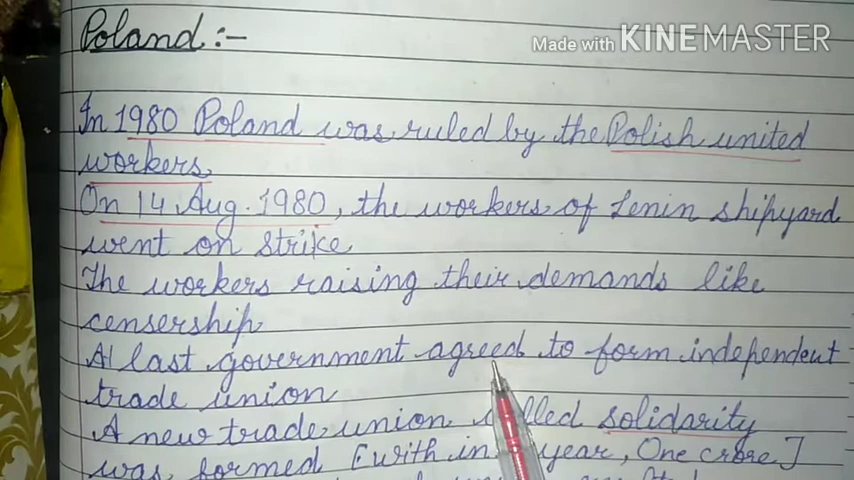 Poland :-
Made with KINEMASTER
In 1980 Poland was ruled by the Polish united
workers
On 14 Aug. 1980, the workers of Lenin shipyard
went on strike
The workers raising their demands like
censership
At last government agreed to form independent
trade union
A new trade union called solidarity
was formed [with in year, One crore]